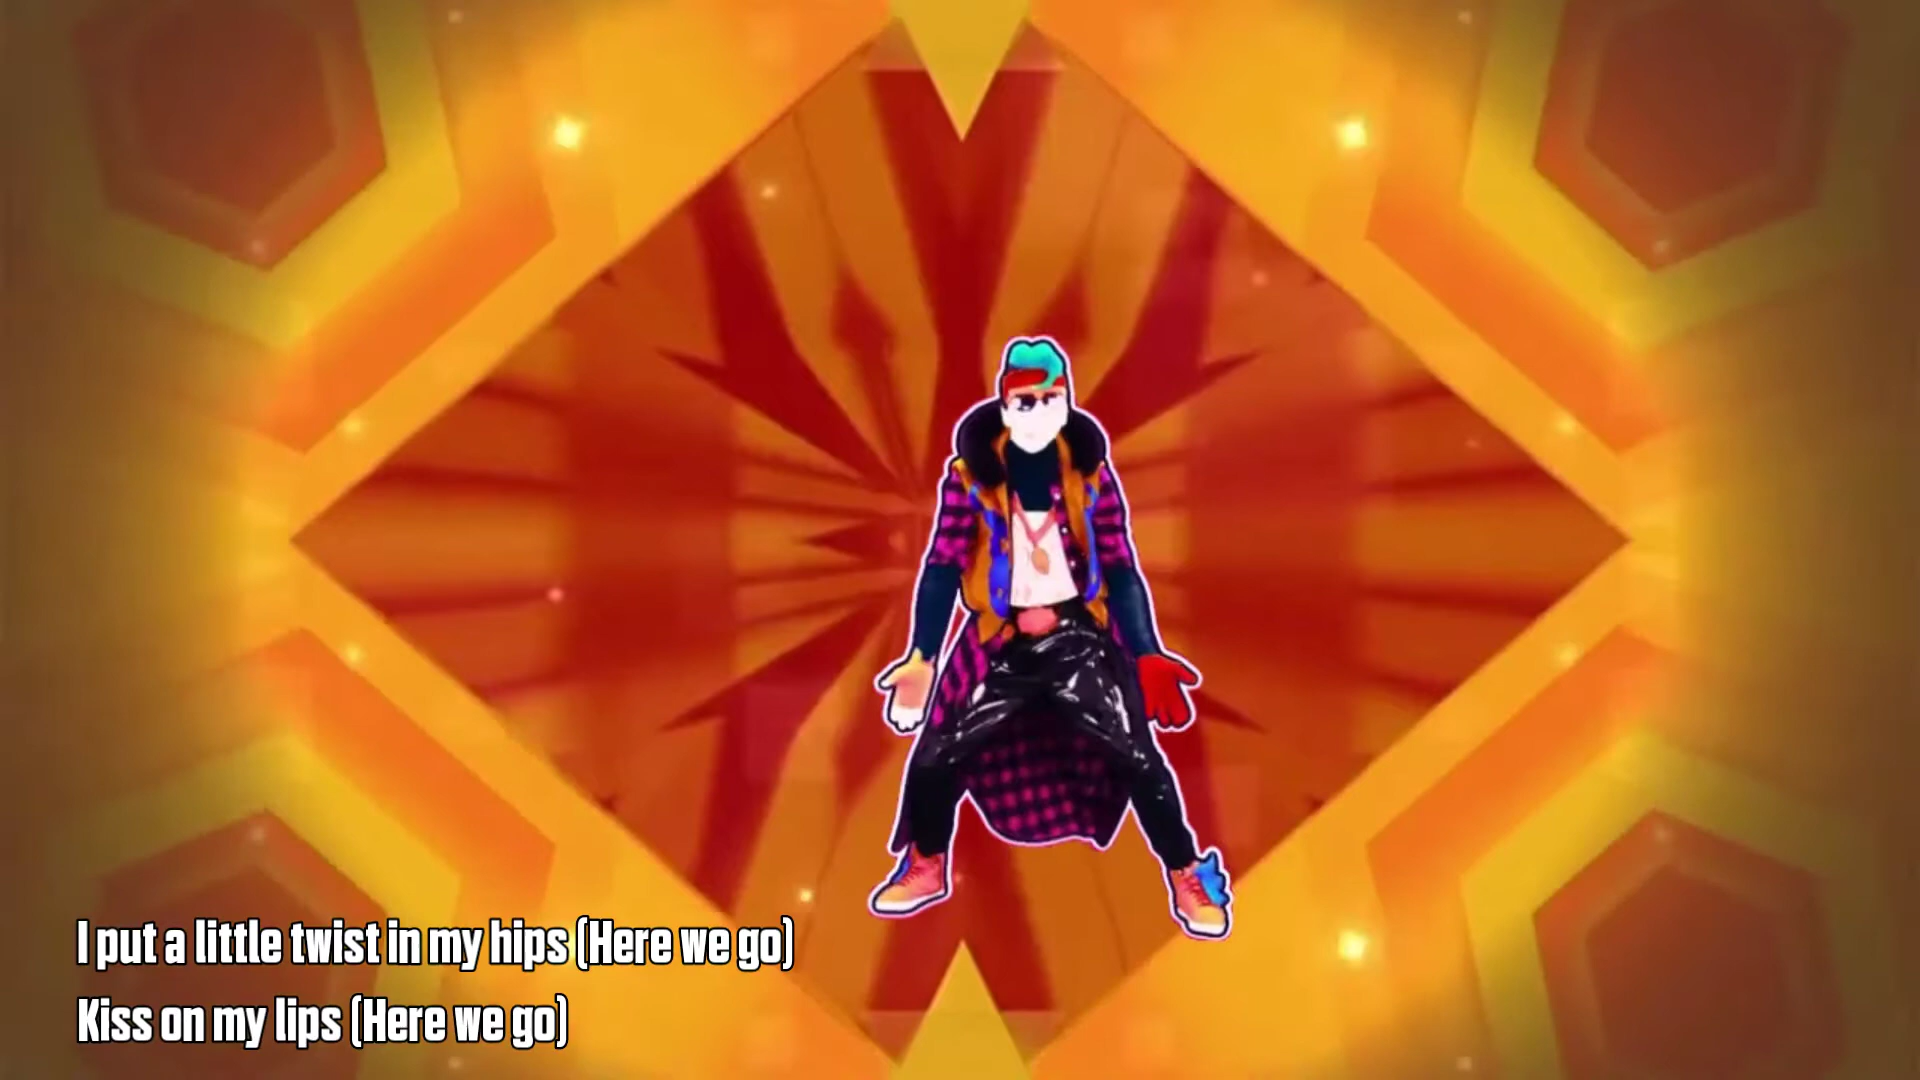 I put a little twist in my hips (Here we go)
Kiss on my lips (Here we go)